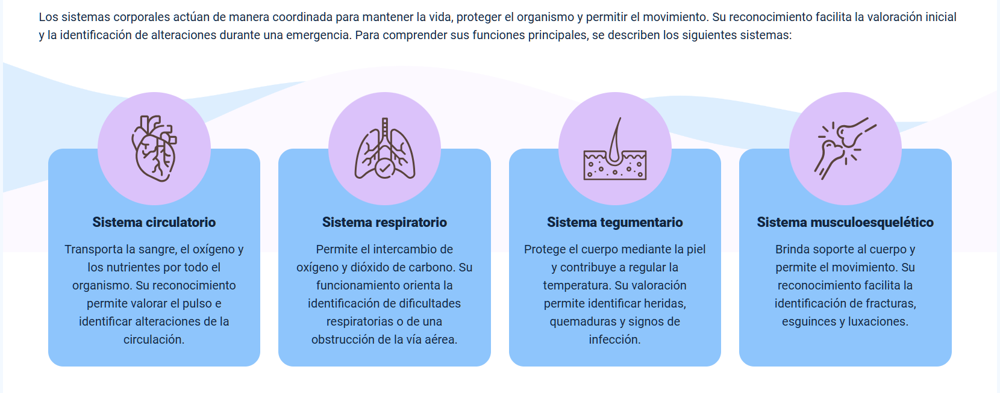 Los sistemas corporales actúan de manera coordinada para mantener la vida, proteger el organismo y permitir el movimiento. Su reconocimiento facilita la valoración inicial
y la identificación de alteraciones durante una emergencia. Para comprender sus funciones principales, se describen los siguientes sistemas:
Sistema circulatorio
Transporta la sangre, el oxígeno y
los nutrientes por todo el
organismo. Su reconocimiento
permite valorar el pulso e
identificar alteraciones de la
circulación.
Sistema respiratorio
Permite el intercambio de
oxígeno y dióxido de carbono. Su
funcionamiento orienta la
identificación de dificultades
respiratorias o de una
obstrucción de la vía aérea.
Sistema tegumentario
Protege el cuerpo mediante la piel
y contribuye a regular la
temperatura. Su valoración
permite identificar heridas,
quemaduras y signos de
infección.
Sistema musculoesquelético
Brinda soporte al cuerpo y
permite el movimiento. Su
reconocimiento facilita la
identificación de fracturas,
esguinces y luxaciones.